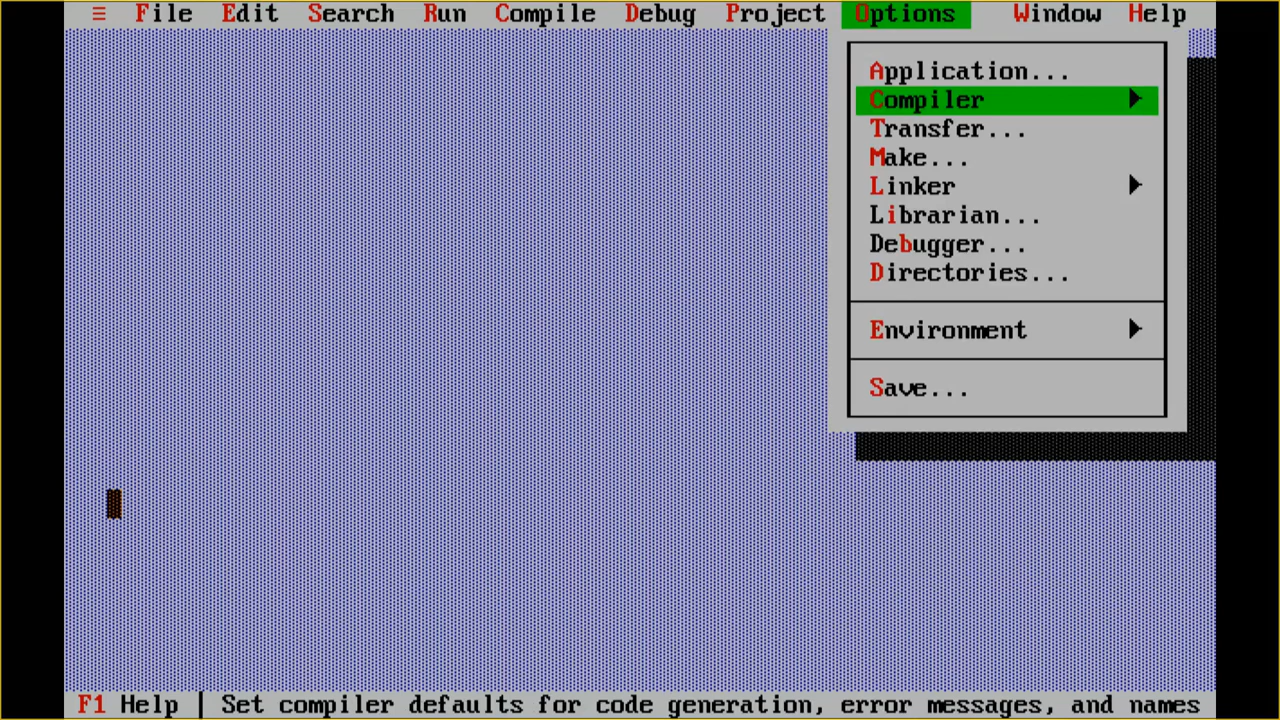 ≡ File Edit Search Run Compile Debug Project Options Window Help
Application...
Compiler ►
Transfer...
Make...
Linker ►
Librarian...
Debugger...
Directories...
Environment ►
Save...
F1 Help | Set compiler defaults for code generation, error messages, and names